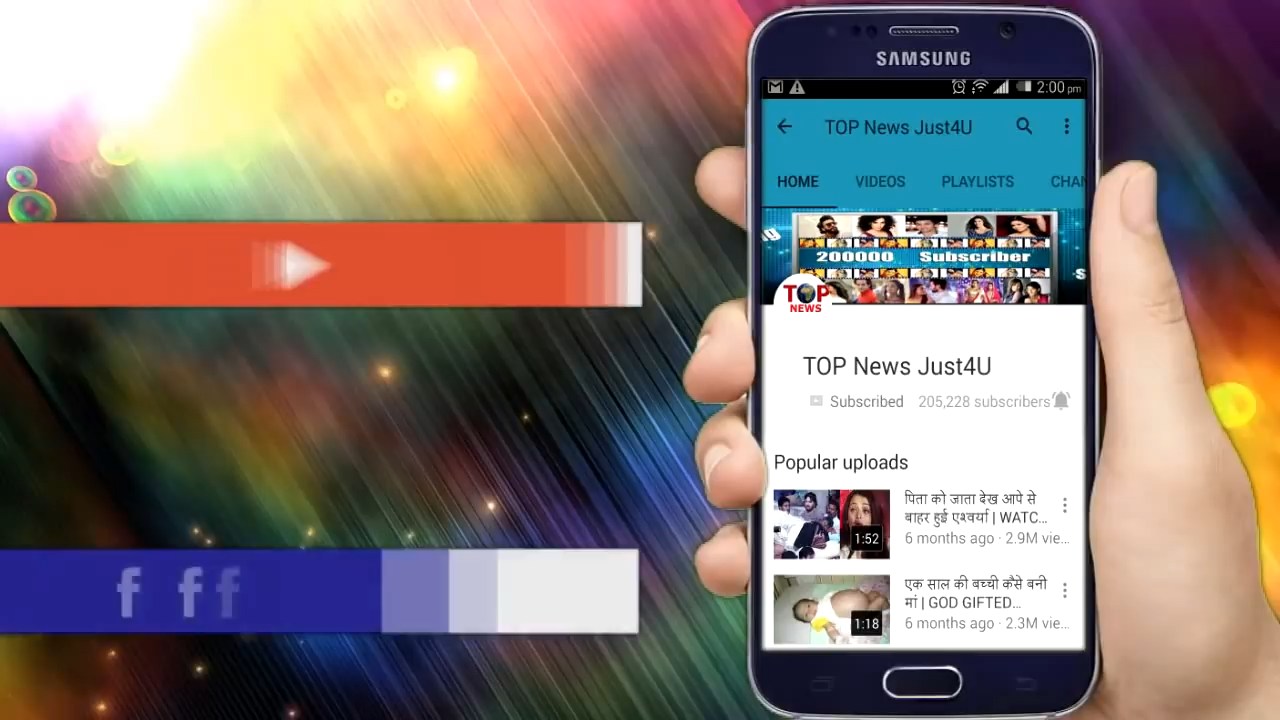 SAMSUNG
2:00 pm
TOP News Just4U
HOME VIDEOS PLAYLISTS CHAN
200000 Subscriber
TOP
NEWS
TOP News Just4U
Subscribed 205,228 subscribers
Popular uploads
पिता को जाता देख आपे से
बाहर हुई एश्वर्या | WATC...
1:52
6 months ago · 2.9M vie...
एक साल की बच्ची कैसे बनी
मां | GOD GIFTED...
1:18
6 months ago · 2.3M vie...
f f f